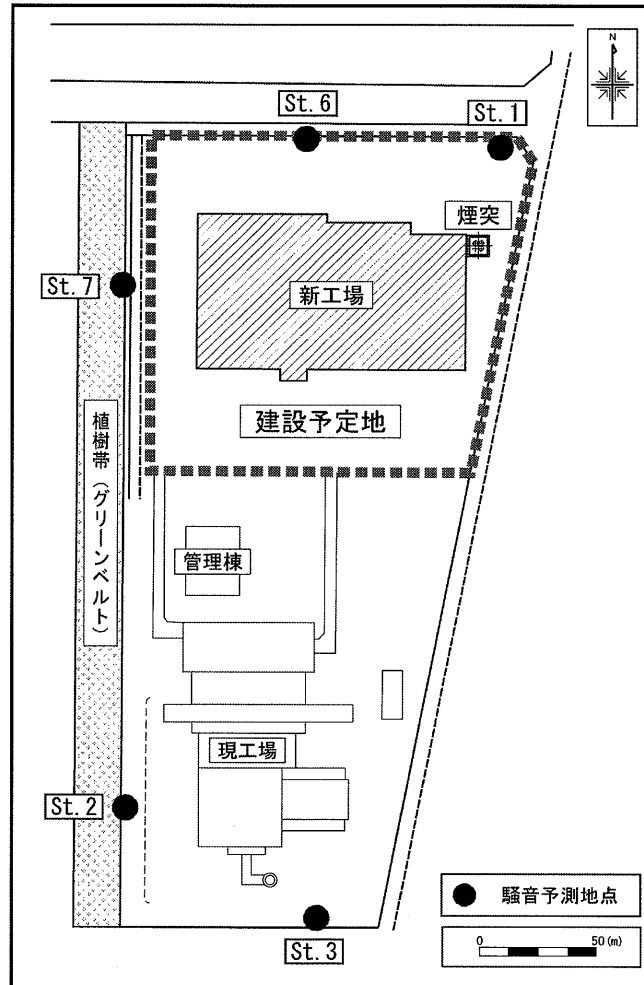 N
St.6
St.1
煙突
St.7
新工場
建設予定地
植樹帯（グリーンベルト）
管理棟
現工場
St.2
騒音予測地点
0 50(m)
St.3